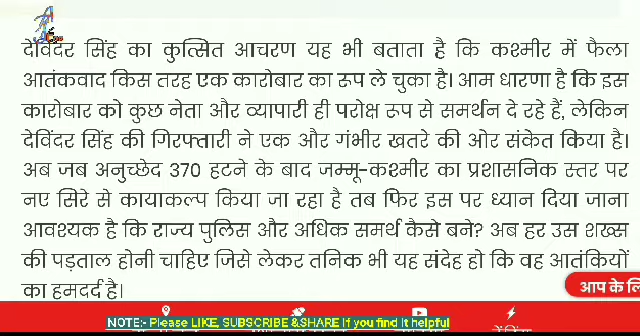 देविंदर सिंह का कुत्सित आचरण यह भी बताता है कि कश्मीर में फैला
आतंकवाद किस तरह एक कारोबार का रूप ले चुका है। आम धारणा है कि इस
कारोबार को कुछ नेता और व्यापारी ही परोक्ष रूप से समर्थन दे रहे हैं, लेकिन
देविंदर सिंह की गिरफ्तारी ने एक और गंभीर खतरे की ओर संकेत किया है।
अब जब अनुच्छेद 370 हटने के बाद जम्मू-कश्मीर का प्रशासनिक स्तर पर
नए सिरे से कायाकल्प किया जा रहा है तब फिर इस पर ध्यान दिया जाना
आवश्यक है कि राज्य पुलिस और अधिक समर्थ कैसे बने? अब हर उस शख्स
की पड़ताल होनी चाहिए जिसे लेकर तनिक भी यह संदेह हो कि वह आतंकियों
का हमदर्द है।
आप के लि
NOTE:- Please LIKE, SUBSCRIBE &SHARE If you find it helpful